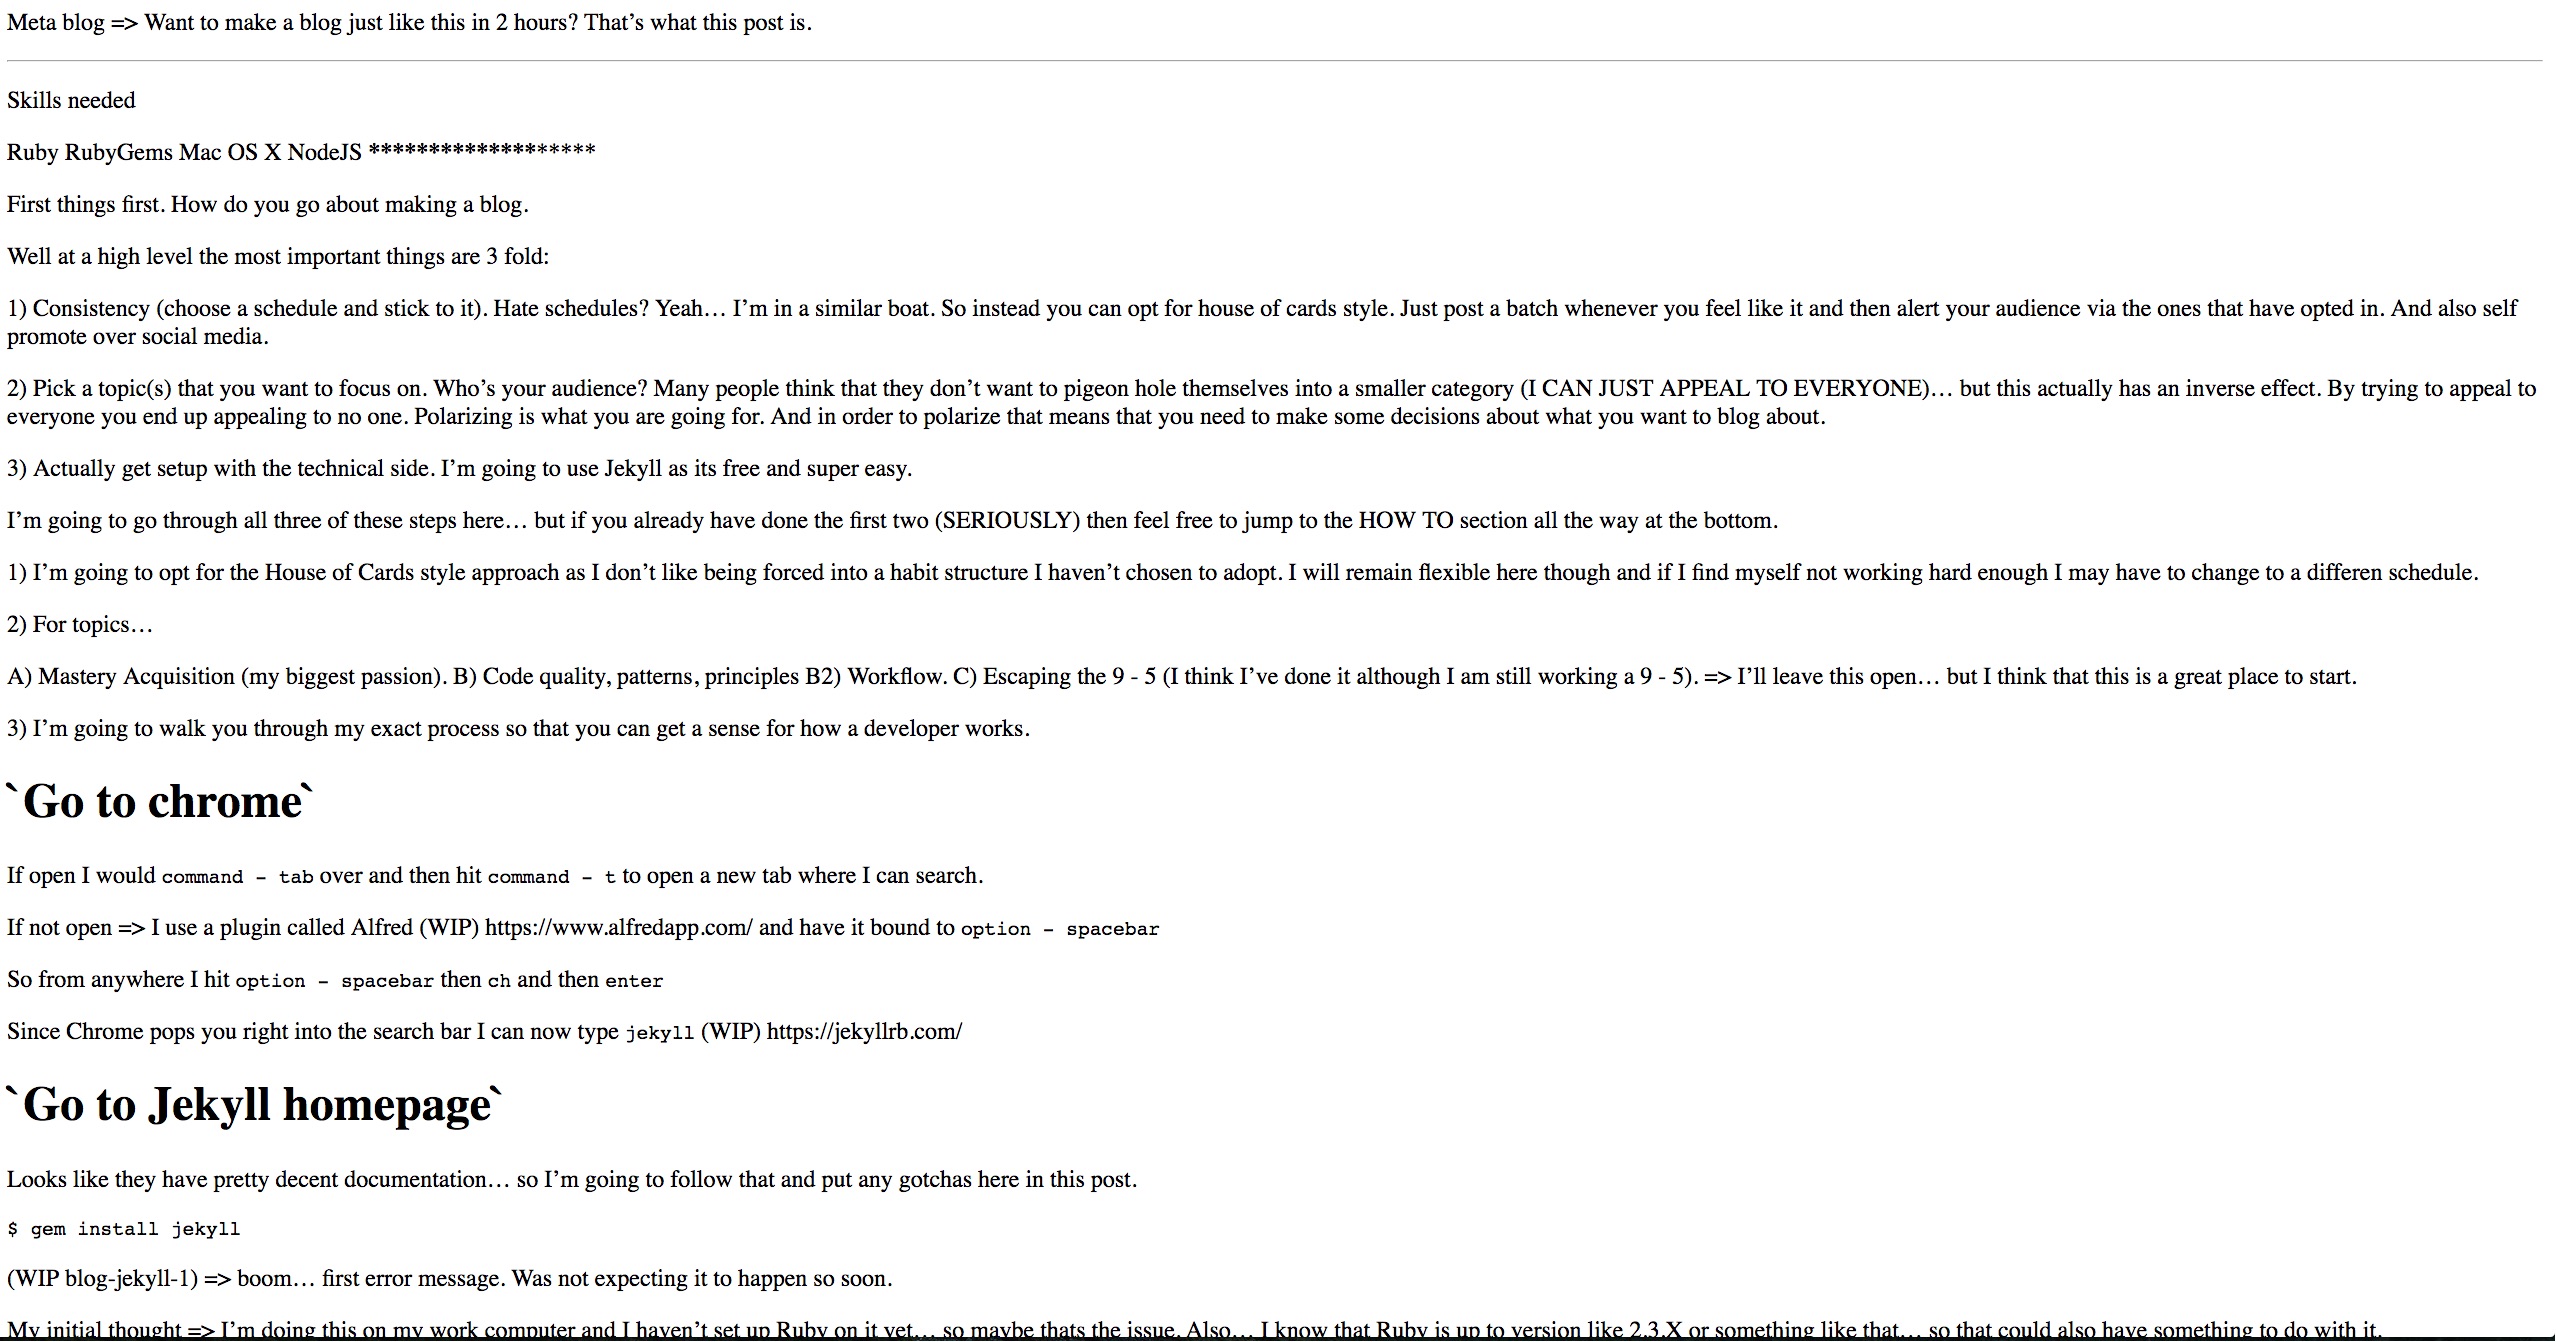 Meta blog => Want to make a blog just like this in 2 hours? That’s what this post is.
Skills needed
Ruby RubyGems Mac OS X NodeJS *******************
First things first. How do you go about making a blog.
Well at a high level the most important things are 3 fold:
1) Consistency (choose a schedule and stick to it). Hate schedules? Yeah… I’m in a similar boat. So instead you can opt for house of cards style. Just post a batch whenever you feel like it and then alert your audience via the ones that have opted in. And also self
promote over social media.
2) Pick a topic(s) that you want to focus on. Who’s your audience? Many people think that they don’t want to pigeon hole themselves into a smaller category (I CAN JUST APPEAL TO EVERYONE)… but this actually has an inverse effect. By trying to appeal to
everyone you end up appealing to no one. Polarizing is what you are going for. And in order to polarize that means that you need to make some decisions about what you want to blog about.
3) Actually get setup with the technical side. I’m going to use Jekyll as its free and super easy.
I’m going to go through all three of these steps here… but if you already have done the first two (SERIOUSLY) then feel free to jump to the HOW TO section all the way at the bottom.
1) I’m going to opt for the House of Cards style approach as I don’t like being forced into a habit structure I haven’t chosen to adopt. I will remain flexible here though and if I find myself not working hard enough I may have to change to a differen schedule.
2) For topics…
A) Mastery Acquisition (my biggest passion). B) Code quality, patterns, principles B2) Workflow. C) Escaping the 9 - 5 (I think I’ve done it although I am still working a 9 - 5). => I’ll leave this open… but I think that this is a great place to start.
3) I’m going to walk you through my exact process so that you can get a sense for how a developer works.
`Go to chrome`
If open I would command - tab over and then hit command - t to open a new tab where I can search.
If not open => I use a plugin called Alfred (WIP) https://www.alfredapp.com/ and have it bound to option - spacebar
So from anywhere I hit option - spacebar then ch and then enter
Since Chrome pops you right into the search bar I can now type jekyll (WIP) https://jekyllrb.com/
`Go to Jekyll homepage`
Looks like they have pretty decent documentation… so I’m going to follow that and put any gotchas here in this post.
$ gem install jekyll
(WIP blog-jekyll-1) => boom… first error message. Was not expecting it to happen so soon.
My initial thought => I’m doing this on my work computer and I haven’t set up Ruby on it yet… so maybe thats the issue. Also… I know that Ruby is up to version like 2.3.X or something like that… so that could also have something to do with it.